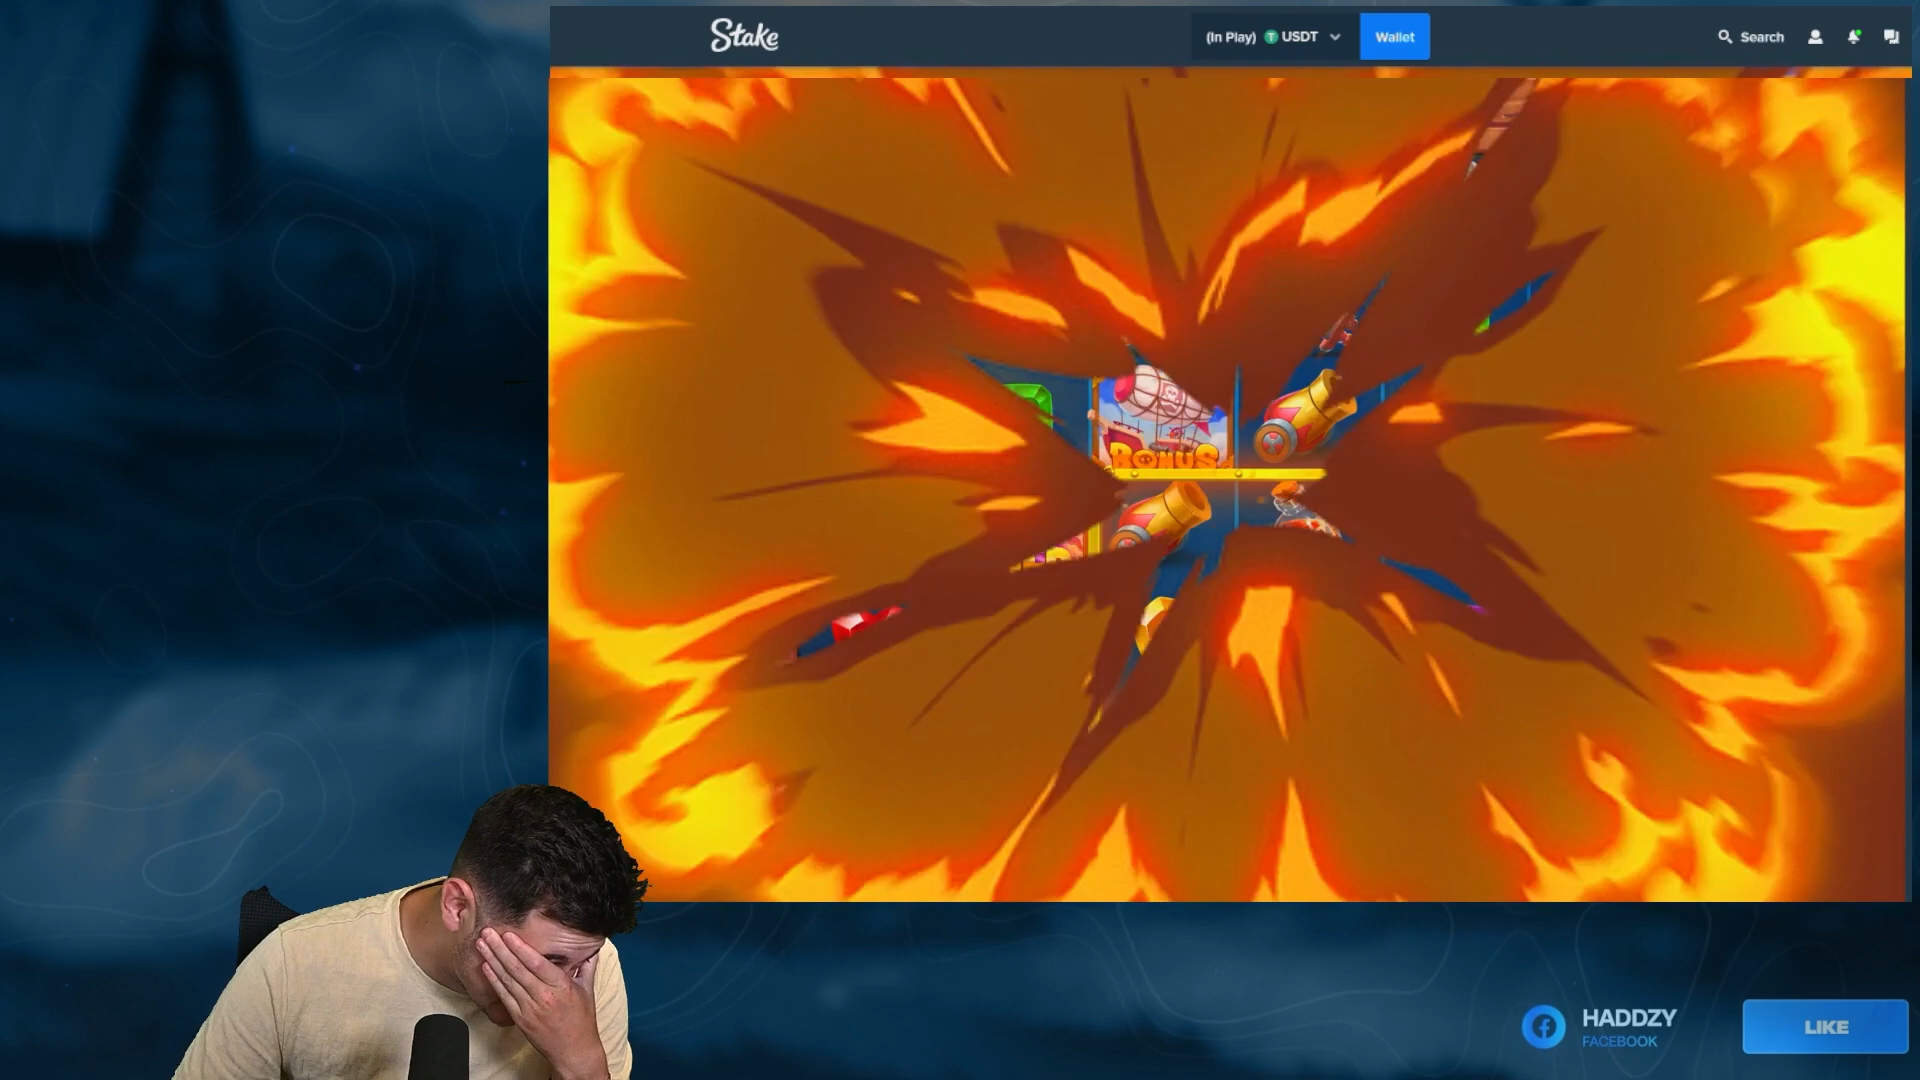 Stake
(In Play) USDT
Wallet
Search
BONUS
HADDZY
FACEBOOK
LIKE